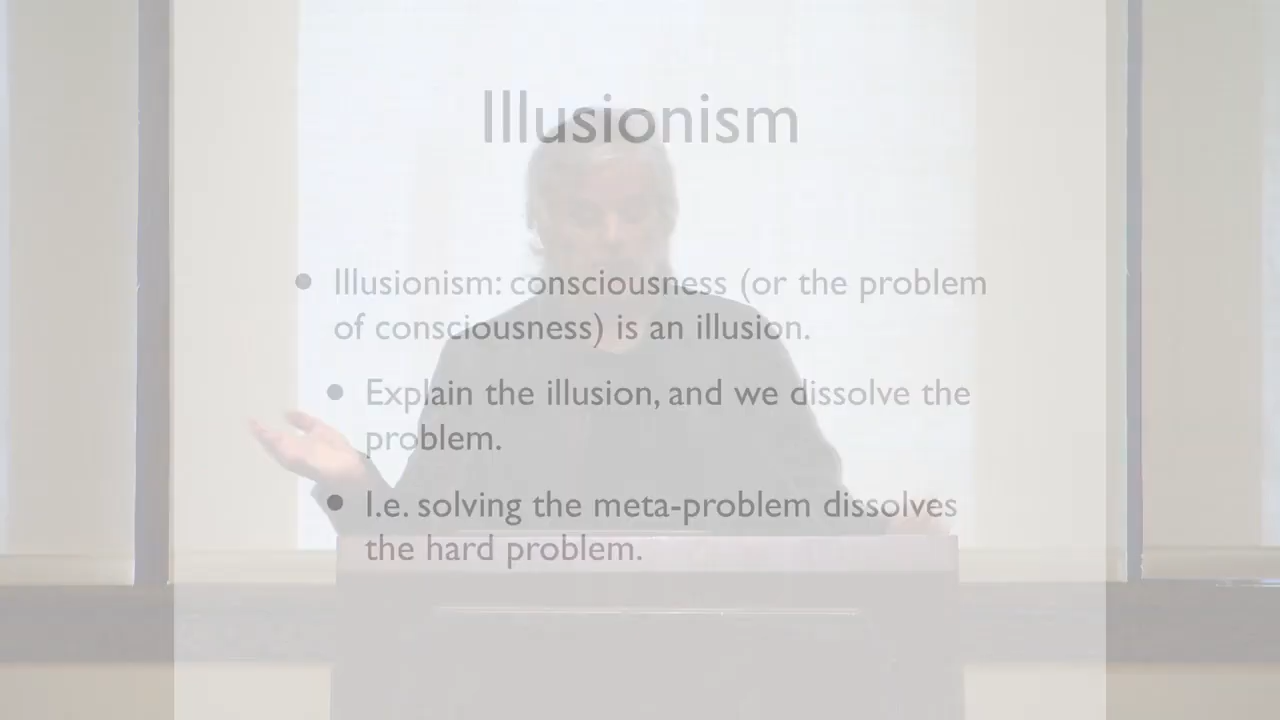 Illusionism
• Illusionism: consciousness (or the problem
of consciousness) is an illusion.
• Explain the illusion, and we dissolve the
problem.
• I.e. solving the meta-problem dissolves
the hard problem.